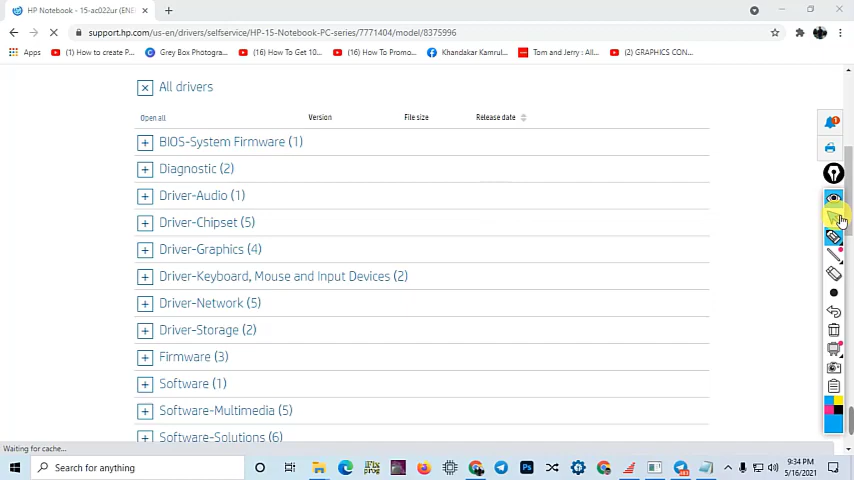 HP Notebook - 15-ac022ur (ENE
support.hp.com/us-en/drivers/selfservice/HP-15-Notebook-PC-series/7771404/model/8375996
Apps (1) How to create P... Grey Box Photogra... (16) How To Get 10... (16) How To Promo... Khandakar Kamrul... Tom and Jerry : All... (2) GRAPHICS CON...
All drivers
Open all Version File size Release date
BIOS-System Firmware (1)
Diagnostic (2)
Driver-Audio (1)
Driver-Chipset (5)
Driver-Graphics (4)
Driver-Keyboard, Mouse and Input Devices (2)
Driver-Network (5)
Driver-Storage (2)
Firmware (3)
Software (1)
Software-Multimedia (5)
Software-Solutions (6)
Waiting for cache...
Search for anything
9:34 PM
5/16/2021